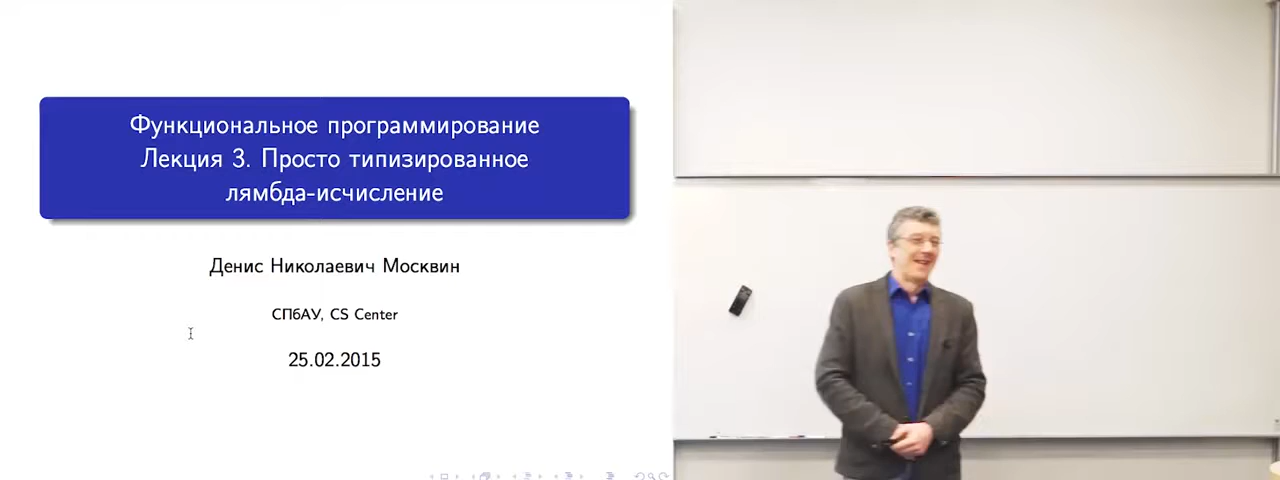 Функциональное программирование
Лекция 3. Просто типизированное
лямбда-исчисление
Денис Николаевич Москвин
СПбАУ, CS Center
25.02.2015